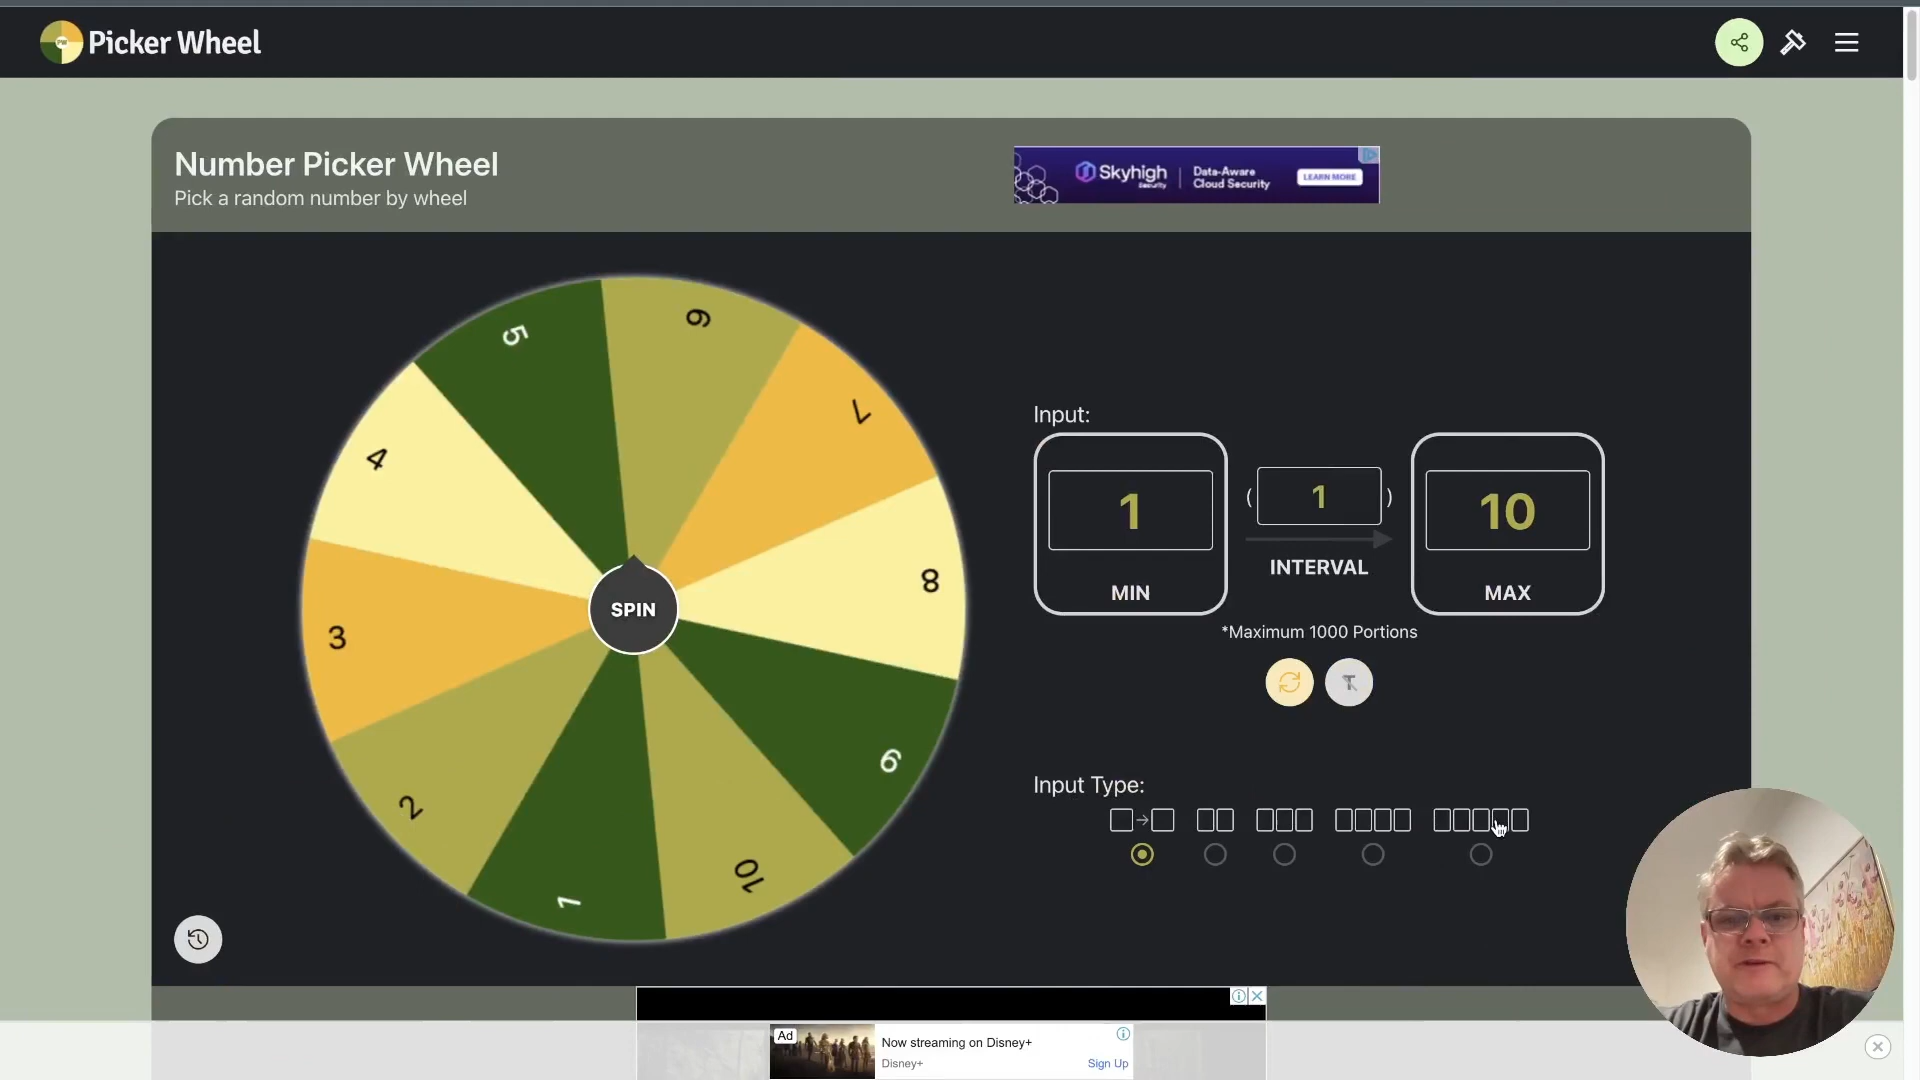 Picker Wheel
Number Picker Wheel
Pick a random number by wheel
Skyhigh
Security
Data-Aware
Cloud Security
LEARN MORE
5
6
7
4
8
3
SPIN
9
2
10
1
Input:
1
( 1 )
10
INTERVAL
MIN
MAX
*Maximum 1000 Portions
Input Type:
Ad
Now streaming on Disney+
Disney+
Sign Up